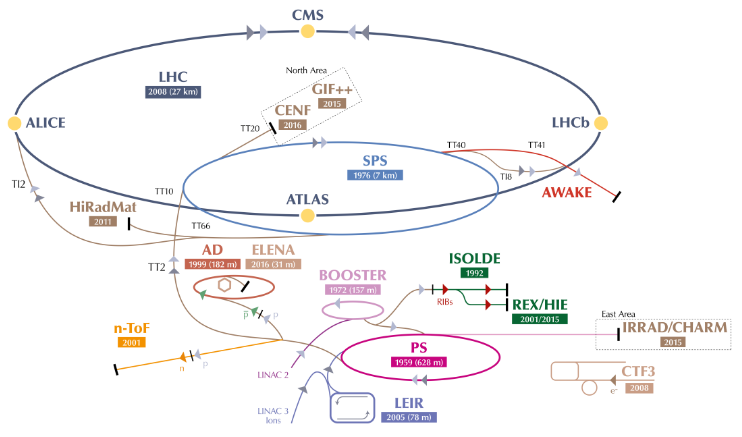 CMS
LHC
2008 (27 km)
North Area
GIF++
2015
CENF
2016
ALICE
LHCb
TT20
TT40
TT41
SPS
1976 (7 km)
TI2
TT10
TI8
AWAKE
ATLAS
HiRadMat
2011
TT66
AD
1999 (182 m)
ELENA
2016 (31 m)
TT2
BOOSTER
1972 (157 m)
ISOLDE
1992
RIBs
REX/HIE
2001/2015
p̅
p
East Area
n-ToF
2001
IRRAD/CHARM
2015
n
p
PS
1959 (628 m)
LINAC 2
CTF3
2008
e-
LINAC 3
Ions
LEIR
2005 (78 m)